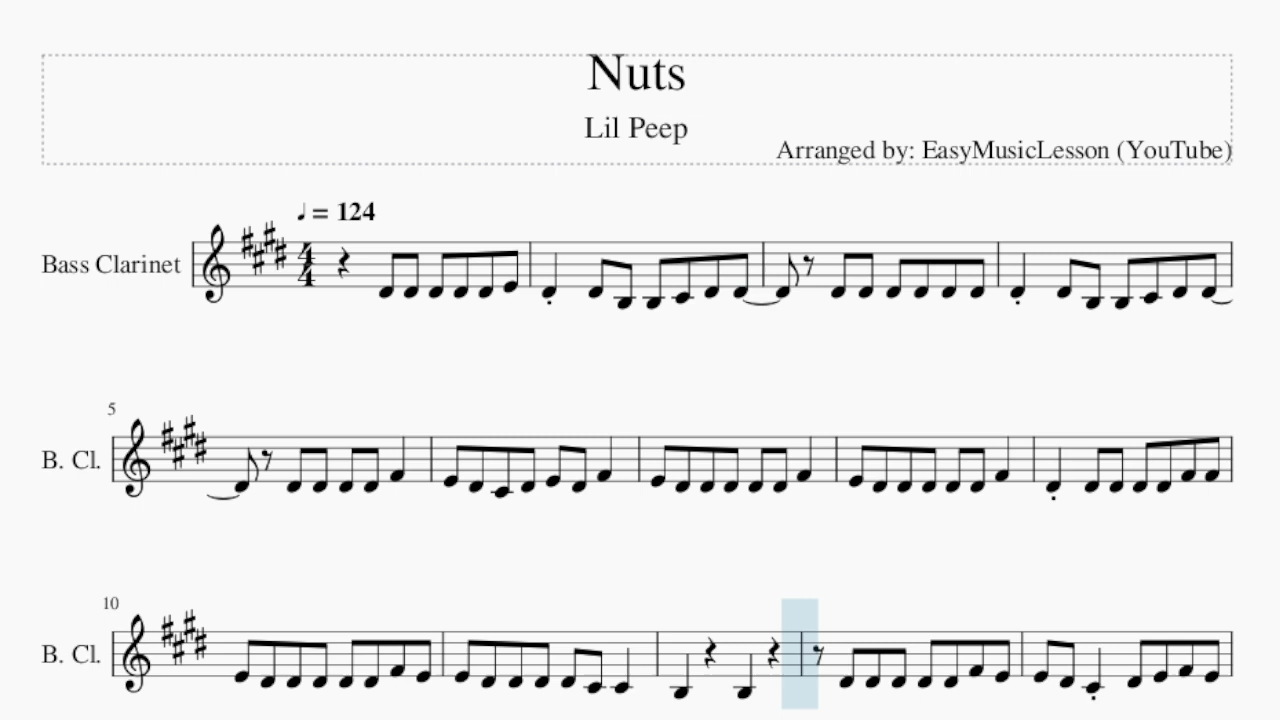 Nuts
Lil Peep
Arranged by: EasyMusicLesson (YouTube)
♩ = 124
Bass Clarinet
4
4
5
B. Cl.
10
B. Cl.